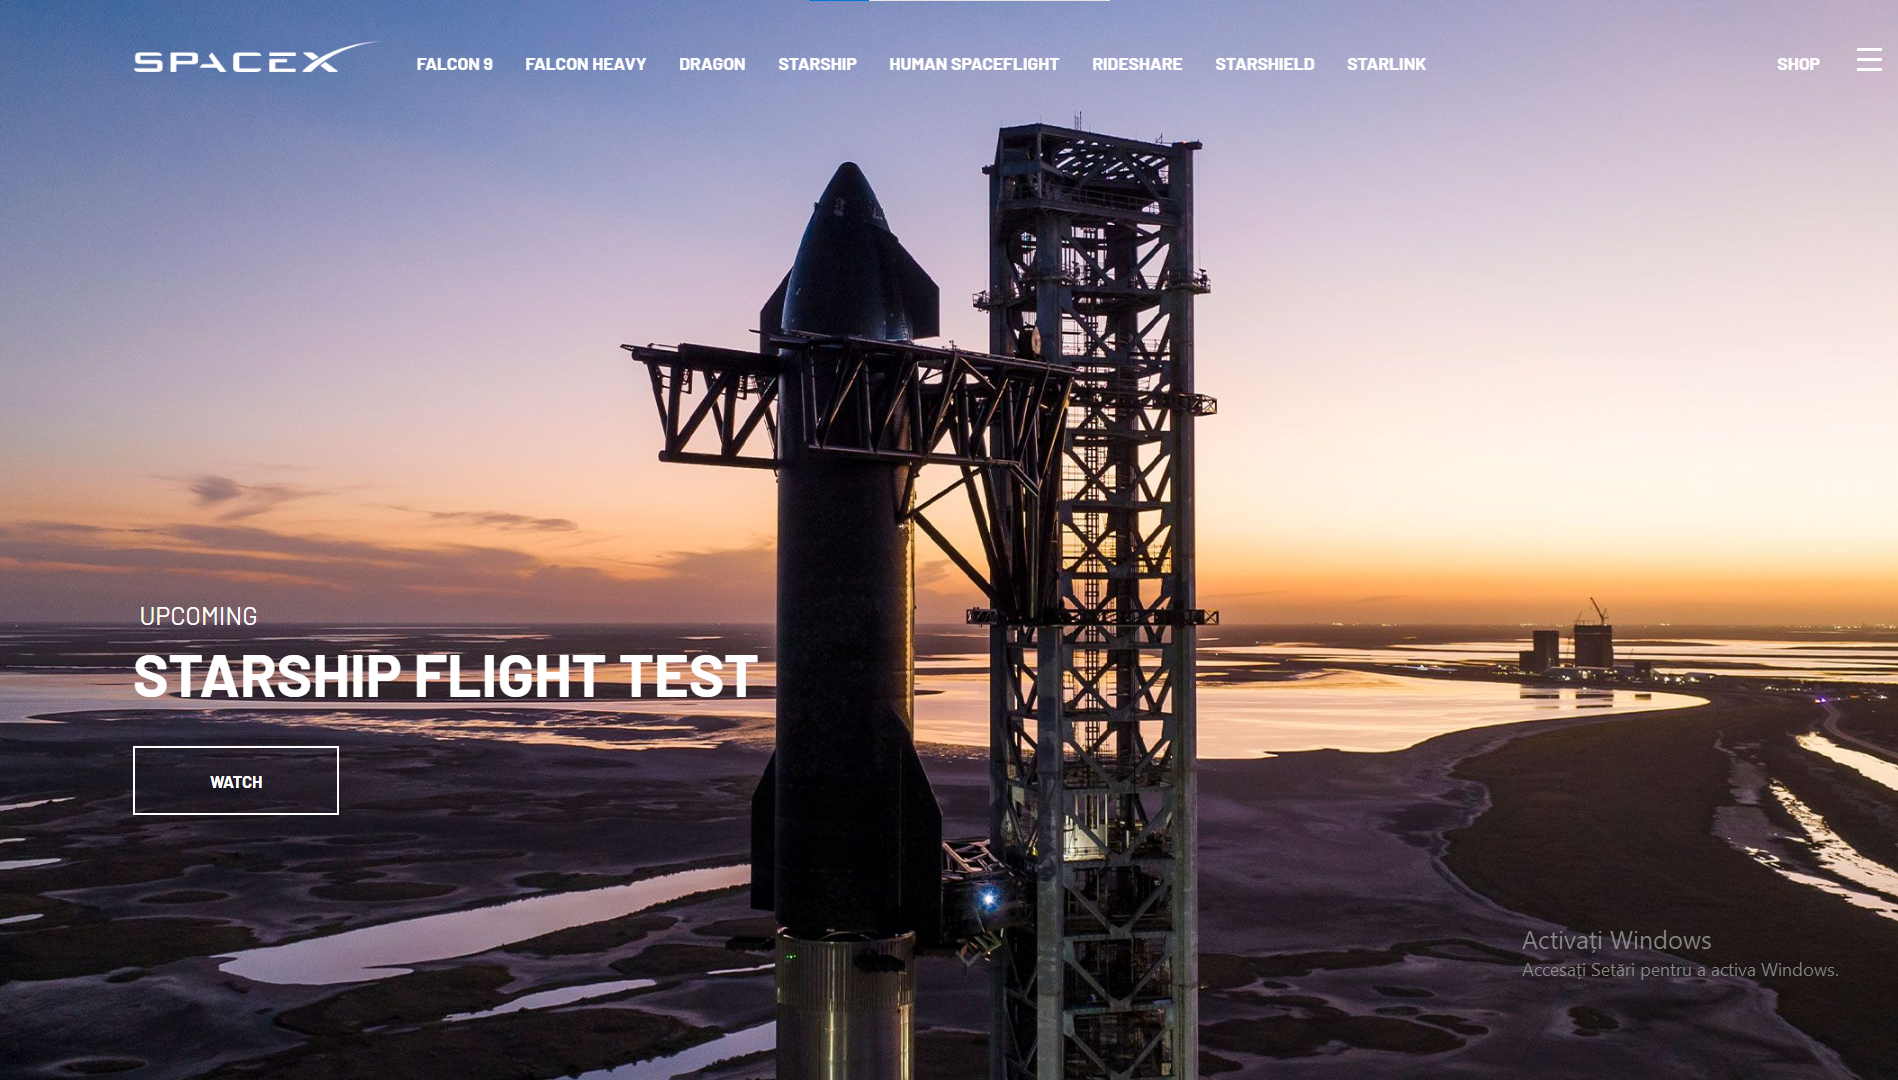 SPACEX
FALCON 9
FALCON HEAVY
DRAGON
STARSHIP
HUMAN SPACEFLIGHT
RIDESHARE
STARSHIELD
STARLINK
SHOP
UPCOMING
STARSHIP FLIGHT TEST
WATCH
Activați Windows
Accesați Setări pentru a activa Windows.